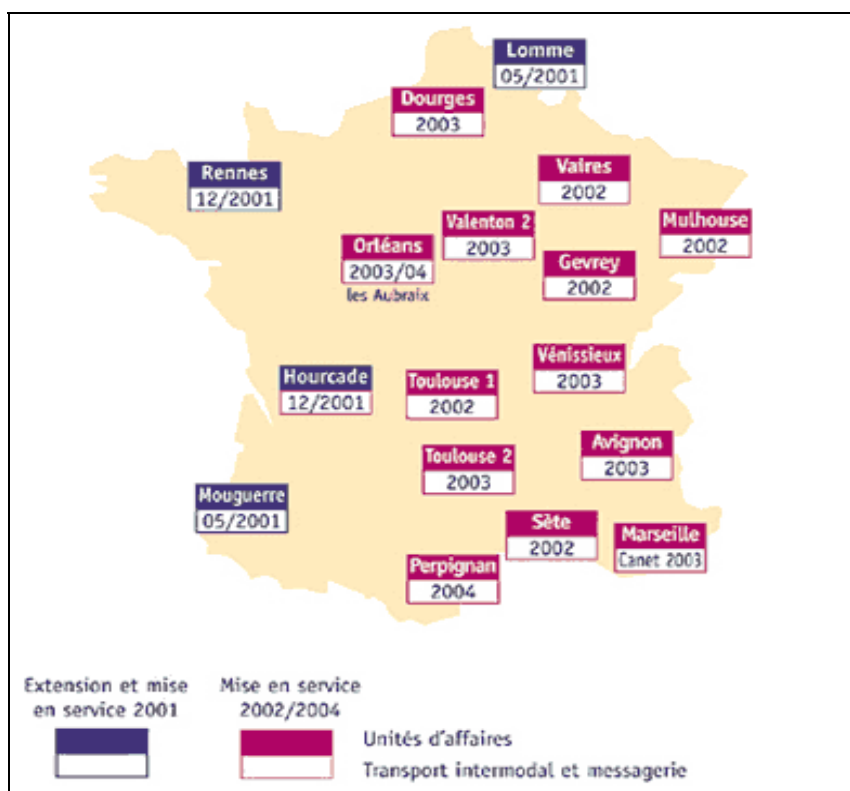 Lomme
05/2001
Dourges
2003
Rennes
12/2001
Vaires
2002
Valenton 2
2003
Mulhouse
2002
Orléans
2003/04
les Aubraix
Gevrey
2002
Vénissieux
2003
Hourcade
12/2001
Toulouse 1
2002
Avignon
2003
Toulouse 2
2003
Mouguerre
05/2001
Sète
2002
Marseille
Canet 2003
Perpignan
2004
Extension et mise
en service 2001
Mise en service
2002/2004
Unités d'affaires
Transport intermodal et messagerie